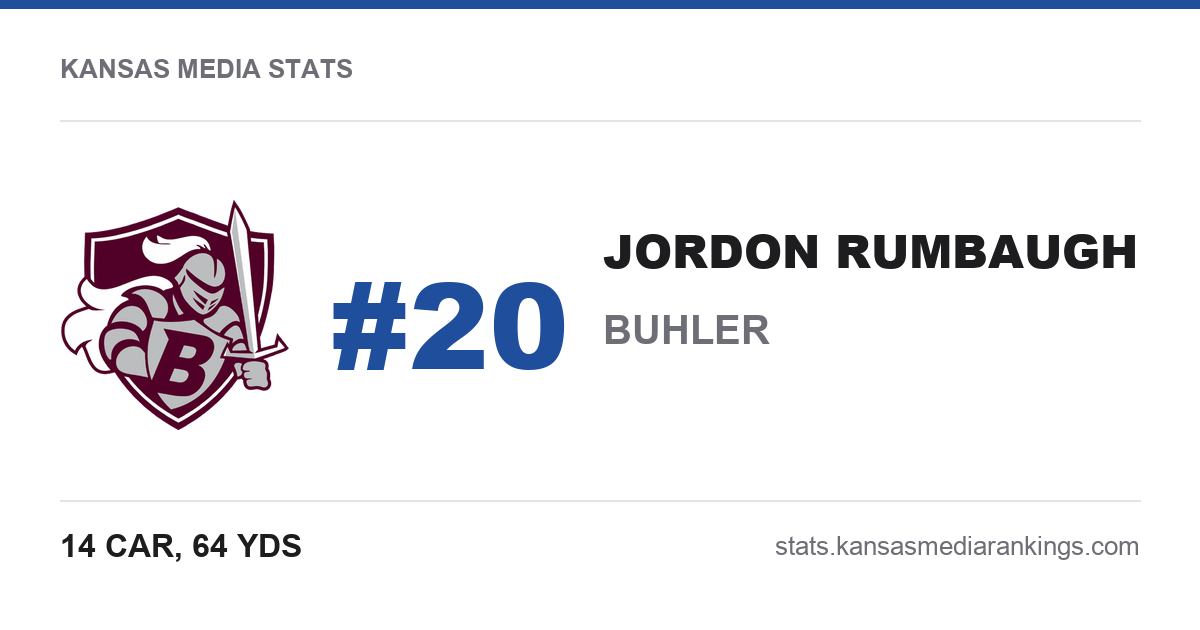 KANSAS MEDIA STATS
B
#20
JORDON RUMBAUGH
BUHLER
14 CAR, 64 YDS
stats.kansasmediarankings.com